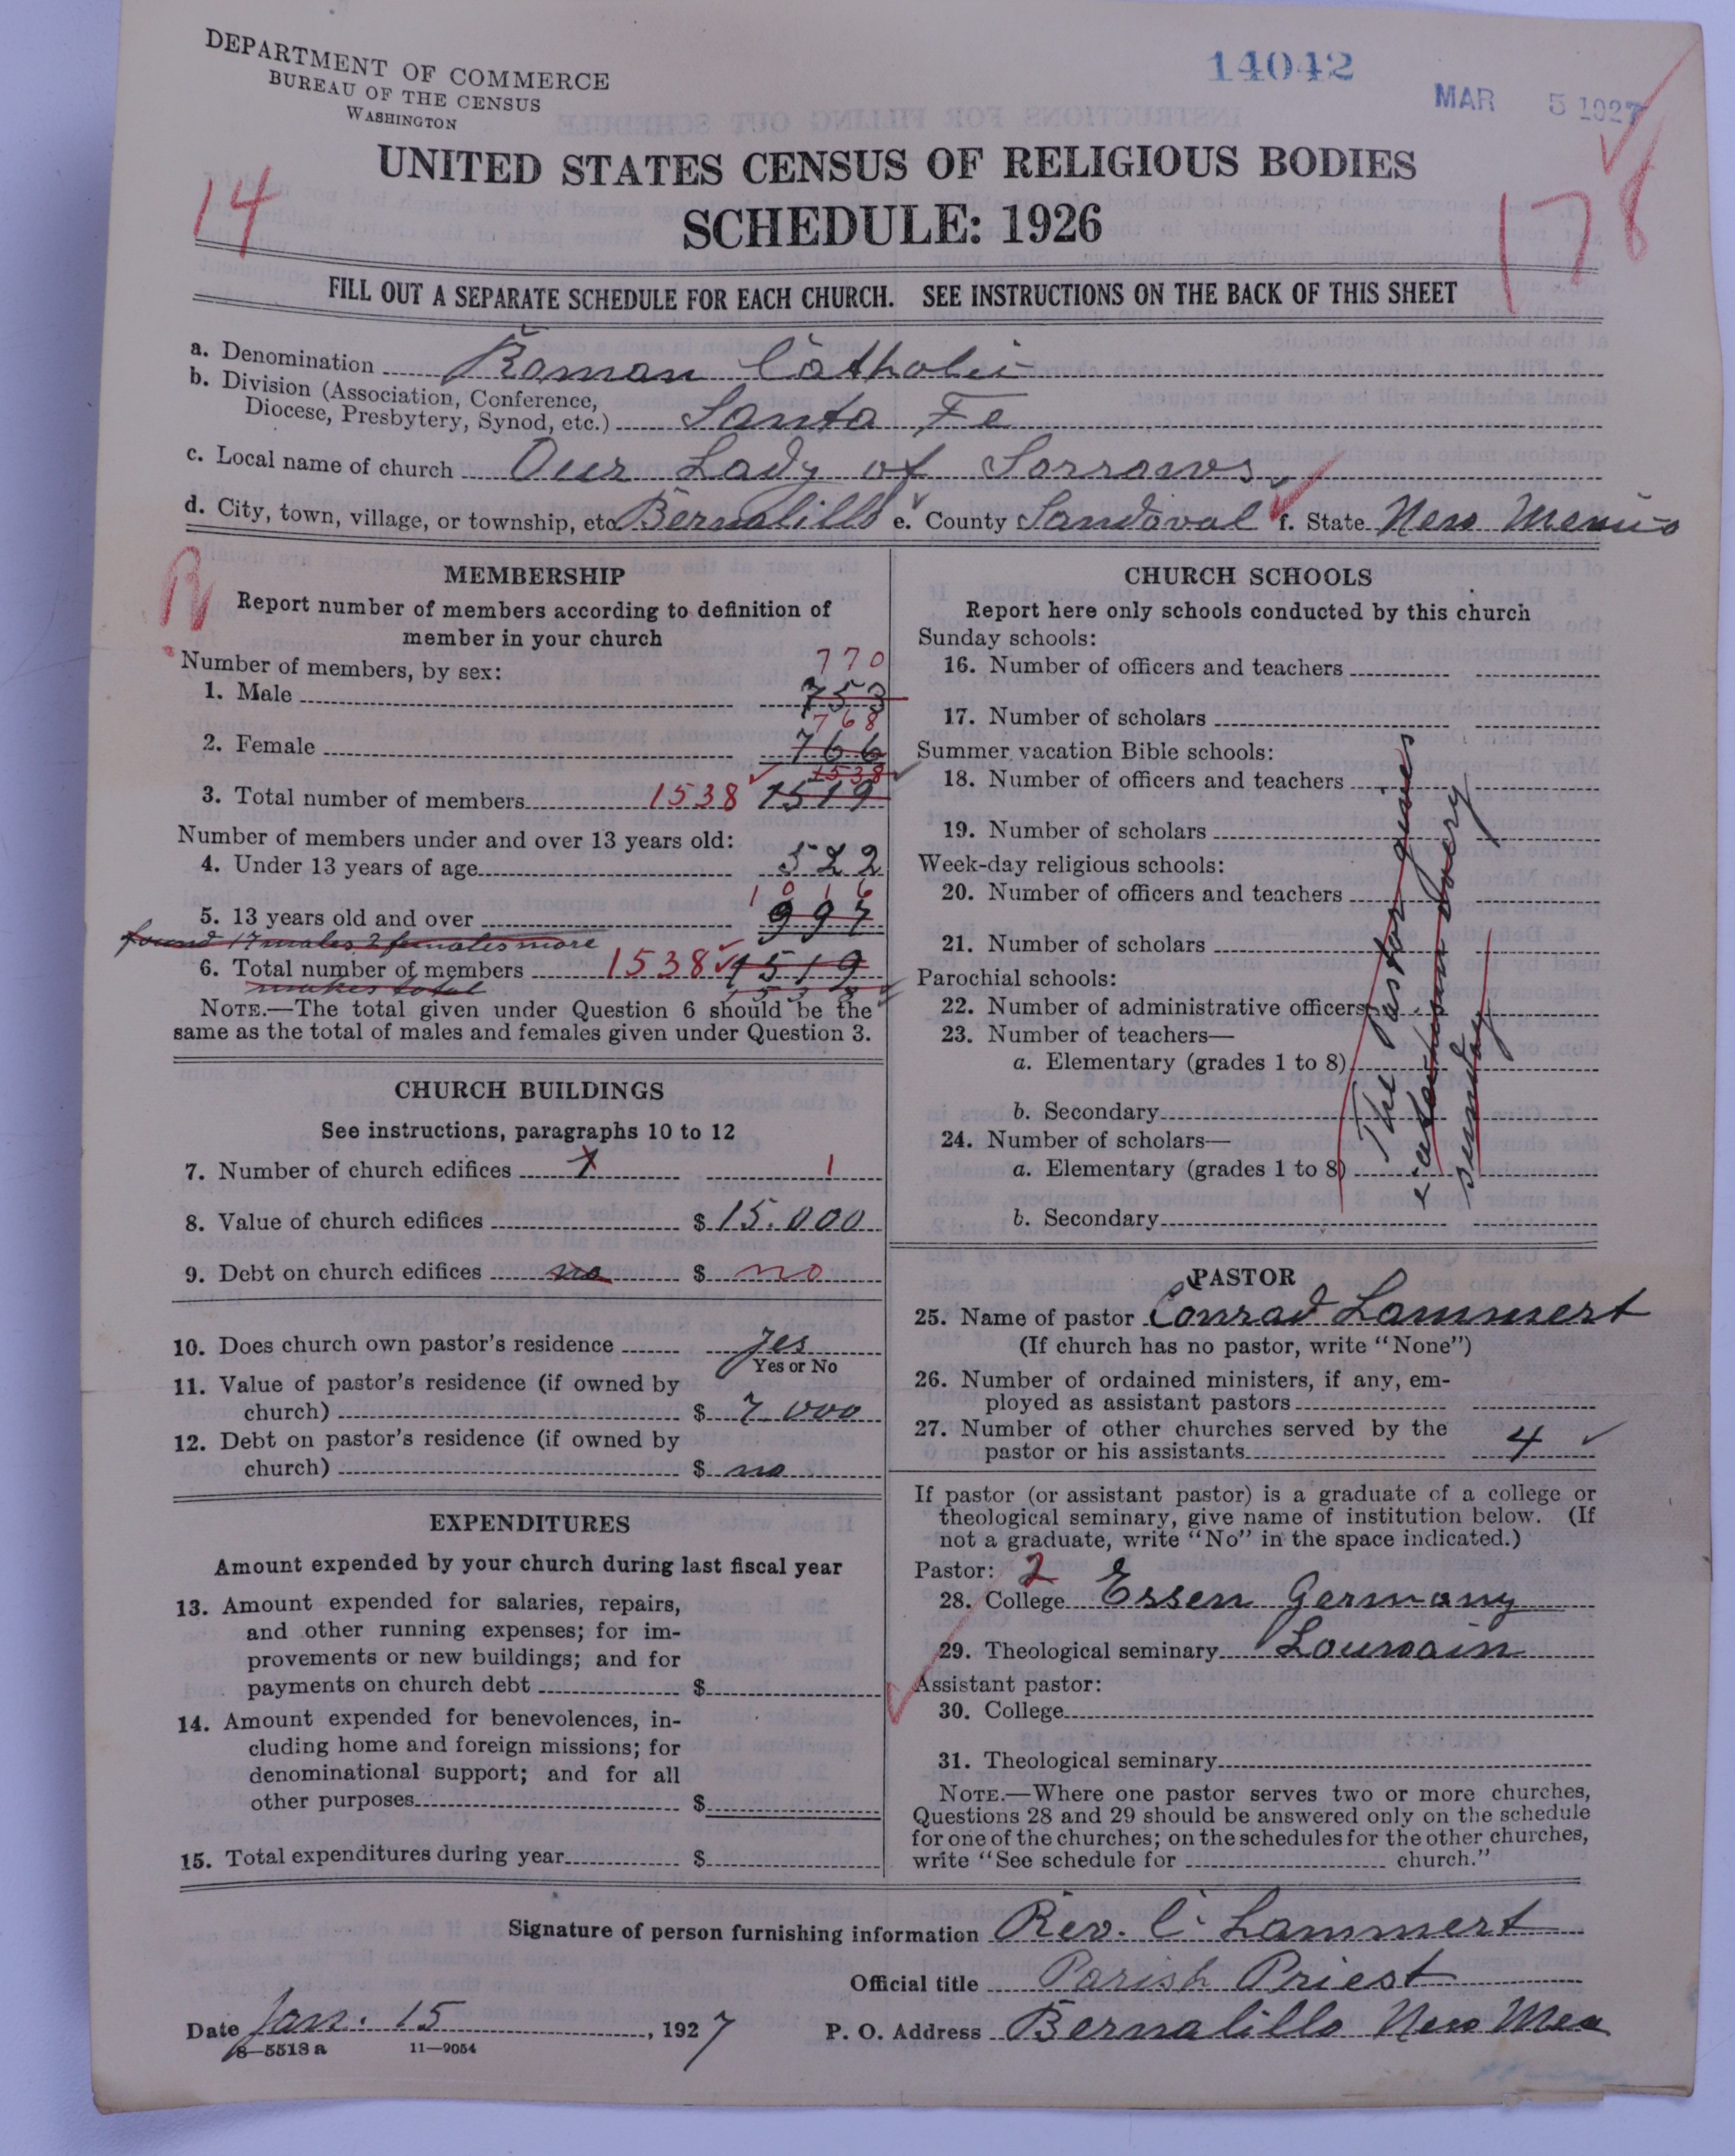 DEPARTMENT OF COMMERCE
BUREAU OF THE CENSUS
WASHINGTON
14042
MAR 5 1927
UNITED STATES CENSUS OF RELIGIOUS BODIES
14
178
SCHEDULE: 1926
FILL OUT A SEPARATE SCHEDULE FOR EACH CHURCH. SEE INSTRUCTIONS ON THE BACK OF THIS SHEET
a. Denomination Roman Catholic
b. Division (Association, Conference,
Diocese, Presbytery, Synod, etc.) Santa Fe
c. Local name of church Our Lady of Sorrows
d. City, town, village, or township, etc. Bernalillo e. County Sandoval f. State New Mexico
MEMBERSHIP
Report number of members according to definition of
member in your church
Number of members, by sex:
770
1. Male 753
768
2. Female 766
1538
3. Total number of members 1538 1519
Number of members under and over 13 years old:
4. Under 13 years of age 522
1016
5. 13 years old and over 997
found 17 males 2 females more
6. Total number of members 1538 1519
makes total 1538
NOTE.—The total given under Question 6 should be the
same as the total of males and females given under Question 3.
CHURCH BUILDINGS
See instructions, paragraphs 10 to 12
7. Number of church edifices 1 1
8. Value of church edifices $ 15.000
9. Debt on church edifices no $ no
10. Does church own pastor's residence yes
Yes or No
11. Value of pastor's residence (if owned by
church) $ 7 000
12. Debt on pastor's residence (if owned by
church) $ no
EXPENDITURES
Amount expended by your church during last fiscal year
13. Amount expended for salaries, repairs,
and other running expenses; for im-
provements or new buildings; and for
payments on church debt $
14. Amount expended for benevolences, in-
cluding home and foreign missions; for
denominational support; and for all
other purposes $
15. Total expenditures during year $
CHURCH SCHOOLS
Report here only schools conducted by this church
Sunday schools:
16. Number of officers and teachers
17. Number of scholars
Summer vacation Bible schools:
18. Number of officers and teachers
19. Number of scholars
Week-day religious schools:
20. Number of officers and teachers
21. Number of scholars
Parochial schools:
22. Number of administrative officers
23. Number of teachers—
a. Elementary (grades 1 to 8)
b. Secondary
24. Number of scholars—
a. Elementary (grades 1 to 8)
b. Secondary
The pastor gives
catechism every
sunday
PASTOR
25. Name of pastor Conrad Lammert
(If church has no pastor, write "None")
26. Number of ordained ministers, if any, em-
ployed as assistant pastors
27. Number of other churches served by the
pastor or his assistants 4
If pastor (or assistant pastor) is a graduate of a college or
theological seminary, give name of institution below. (If
not a graduate, write "No" in the space indicated.)
Pastor: 2
28. College Essen Germany
29. Theological seminary Louvain
Assistant pastor:
30. College
31. Theological seminary
NOTE.—Where one pastor serves two or more churches,
Questions 28 and 29 should be answered only on the schedule
for one of the churches; on the schedules for the other churches,
write "See schedule for church."
Signature of person furnishing information Rev. C Lammert
Official title Parish Priest
Date Jan. 15, 1927 P. O. Address Bernalillo New Mex
8—5518 a 11—9054